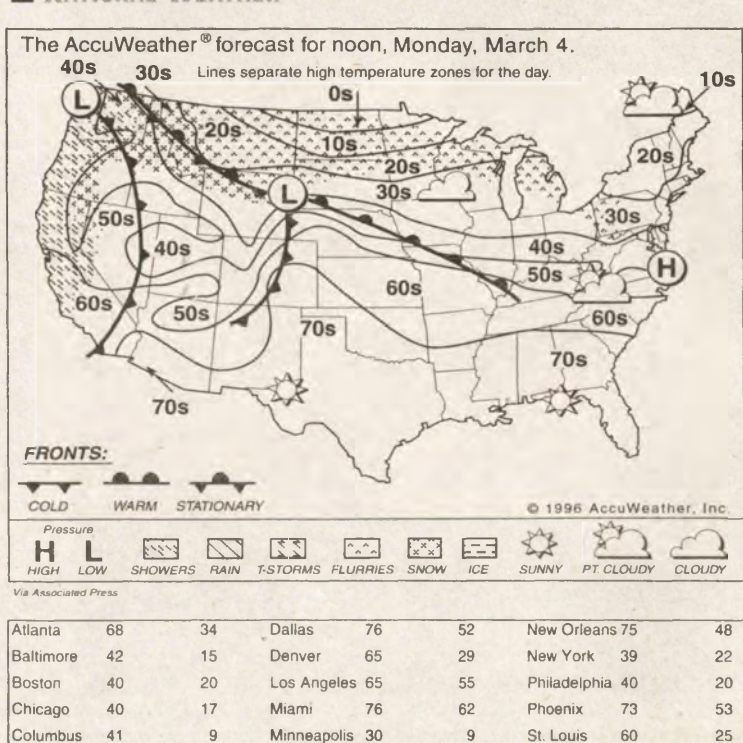 The AccuWeather® forecast for noon, Monday, March 4.
40s 30s Lines separate high temperature zones for the day.
L 0s 10s
20s
10s
20s 20s
30s
L
50s 30s
40s 40s
50s H
60s 60s
50s 60s
70s
70s
70s
FRONTS:
COLD WARM STATIONARY
© 1996 AccuWeather, Inc.
Pressure
H L
HIGH LOW SHOWERS RAIN T-STORMS FLURRIES SNOW ICE SUNNY PT. CLOUDY CLOUDY
Via Associated Press
Atlanta 68 34 Dallas 76 52 New Orleans 75 48
Baltimore 42 15 Denver 65 29 New York 39 22
Boston 40 20 Los Angeles 65 55 Philadelphia 40 20
Chicago 40 17 Miami 76 62 Phoenix 73 53
Columbus 41 9 Minneapolis 30 9 St. Louis 60 25